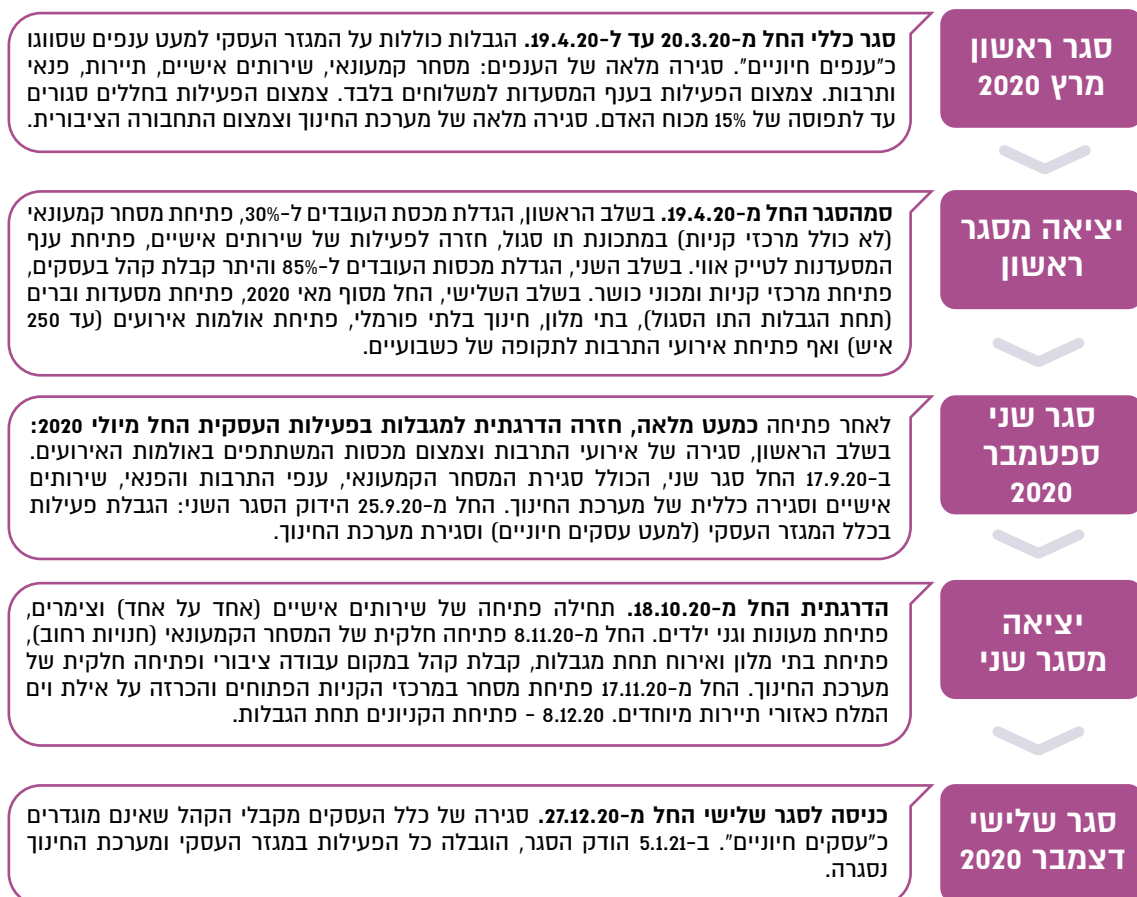 סגר ראשון
מרץ 2020
סגר כללי החל מ-20.3.20 עד ל-19.4.20. הגבלות כוללות על המגזר העסקי למעט ענפים שסווגו
כ"ענפים חיוניים". סגירה מלאה של הענפים: מסחר קמעונאי, שירותים אישיים, תיירות, פנאי
ותרבות. צמצום הפעילות בענף המסעדות למשלוחים בלבד. צמצום הפעילות בחללים סגורים
עד לתפוסה של 15% מכוח האדם. סגירה מלאה של מערכת החינוך וצמצום התחבורה הציבורית.
יציאה מסגר
ראשון
סמהסגר החל מ-19.4.20. בשלב הראשון, הגדלת מכסת העובדים ל-30%, פתיחת מסחר קמעונאי
(לא כולל מרכזי קניות) במתכונת תו סגול, חזרה לפעילות של שירותים אישיים, פתיחת ענף
המסעדנות לטייק אווי. בשלב השני, הגדלת מכסות העובדים ל-85% והיתר קבלת קהל בעסקים,
פתיחת מרכזי קניות ומכוני כושר. בשלב השלישי, החל מסוף מאי 2020, פתיחת מסעדות וברים
(תחת הגבלות התו הסגול), בתי מלון, חינוך בלתי פורמלי, פתיחת אולמות אירועים (עד 250
איש) ואף פתיחת אירועי התרבות לתקופה של כשבועיים.
סגר שני
ספטמבר
2020
לאחר פתיחה כמעט מלאה, חזרה הדרגתית למגבלות בפעילות העסקית החל מיולי 2020:
בשלב הראשון, סגירה של אירועי התרבות וצמצום מכסות המשתתפים באולמות האירועים.
ב-17.9.20 החל סגר שני, הכולל סגירת המסחר הקמעונאי, ענפי התרבות והפנאי, שירותים
אישיים וסגירה כללית של מערכת החינוך. החל מ-25.9.20 הידוק הסגר השני: הגבלת פעילות
בכלל המגזר העסקי (למעט עסקים חיוניים) וסגירת מערכת החינוך.
יציאה
מסגר שני
הדרגתית החל מ-18.10.20. תחילה פתיחה של שירותים אישיים (אחד על אחד) וצימרים,
פתיחת מעונות וגני ילדים. החל מ-8.11.20 פתיחה חלקית של המסחר הקמעונאי (חנויות רחוב),
פתיחת בתי מלון ואירוח תחת מגבלות, קבלת קהל במקום עבודה ציבורי ופתיחה חלקית של
מערכת החינוך. החל מ-17.11.20 פתיחת מסחר במרכזי הקניות הפתוחים והכרזה על אילת וים
המלח כאזורי תיירות מיוחדים. 8.12.20 - פתיחת הקניונים תחת הגבלות.
סגר שלישי
דצמבר 2020
כניסה לסגר שלישי החל מ-27.12.20. סגירה של כלל העסקים מקבלי הקהל שאינם מוגדרים
כ"עסקים חיוניים". ב-5.1.21 הודק הסגר, הוגבלה כל הפעילות במגזר העסקי ומערכת החינוך
נסגרה.